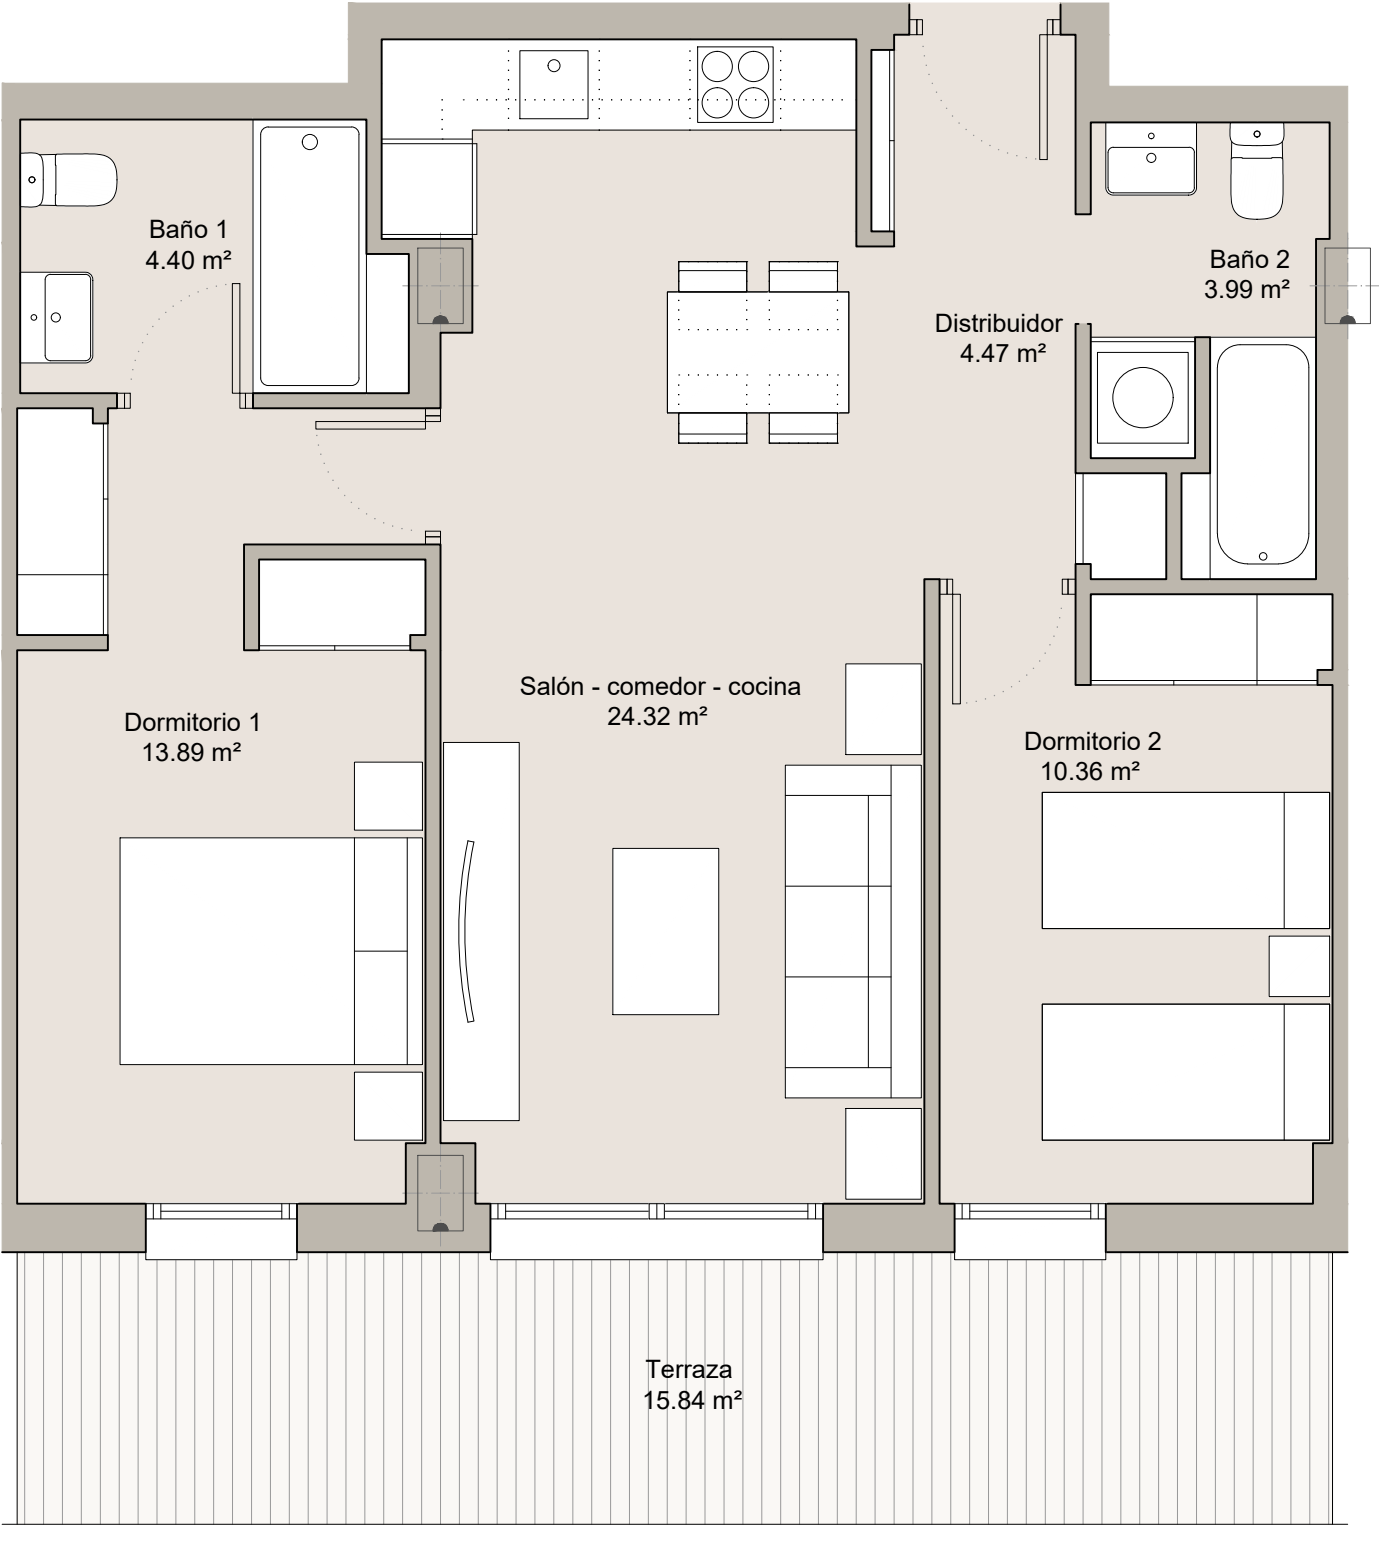 Baño 1
4.40 m²
Baño 2
3.99 m²
Distribuidor
4.47 m²
Salón - comedor - cocina
24.32 m²
Dormitorio 1
13.89 m²
Dormitorio 2
10.36 m²
Terraza
15.84 m²